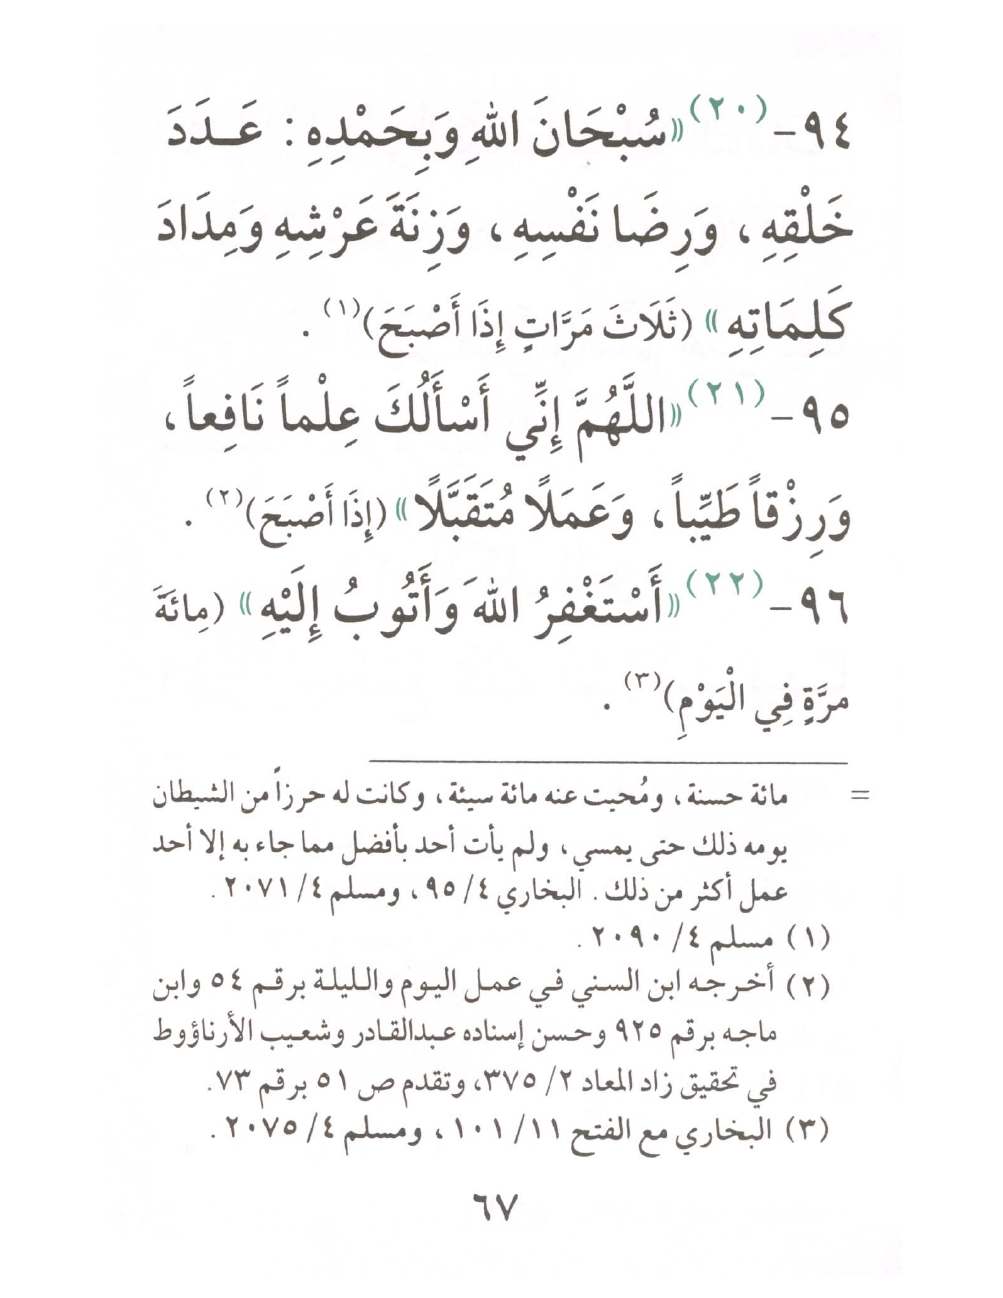 ٩٤-(٢٠)«سُبْحَانَ اللهِ وَبِحَمْدِهِ: عَـدَدَ
خَلْقِهِ، وَرِضَا نَفْسِهِ، وَزِنَةَ عَرْشِهِ وَمِدَادَ
كَلِمَاتِهِ» (ثَلَاثَ مَرَّاتٍ إِذَا أَصْبَحَ)(١).
٩٥-(٢١)«اللَّهُمَّ إِنِّي أَسْأَلُكَ عِلْماً نَافِعاً،
وَرِزْقاً طَيِّباً، وَعَمَلًا مُتَقَبَّلًا» (إِذَا أَصْبَحَ)(٢).
٩٦-(٢٢)«أَسْتَغْفِرُ اللهَ وَأَتُوبُ إِلَيْهِ» (مِائَةَ
مرَّةٍ فِي الْيَوْمِ)(٣).
= مائة حسنة، ومُحيت عنه مائة سيئة، وكانت له حرزاً من الشيطان
يومه ذلك حتى يمسي، ولم يأت أحد بأفضل مما جاء به إلا أحد
عمل أكثر من ذلك. البخاري ٤/ ٩٥، ومسلم ٤/ ٢٠٧١.
(١) مسلم ٤/ ٢٠٩٠.
(٢) أخرجه ابن السني في عمل اليوم والليلة برقم ٥٤ وابن
ماجه برقم ٩٢٥ وحسن إسناده عبدالقادر وشعيب الأرناؤوط
في تحقيق زاد المعاد ٢/ ٣٧٥، وتقدم ص ٥١ برقم ٧٣.
(٣) البخاري مع الفتح ١١/ ١٠١، ومسلم ٤/ ٢٠٧٥.
٦٧